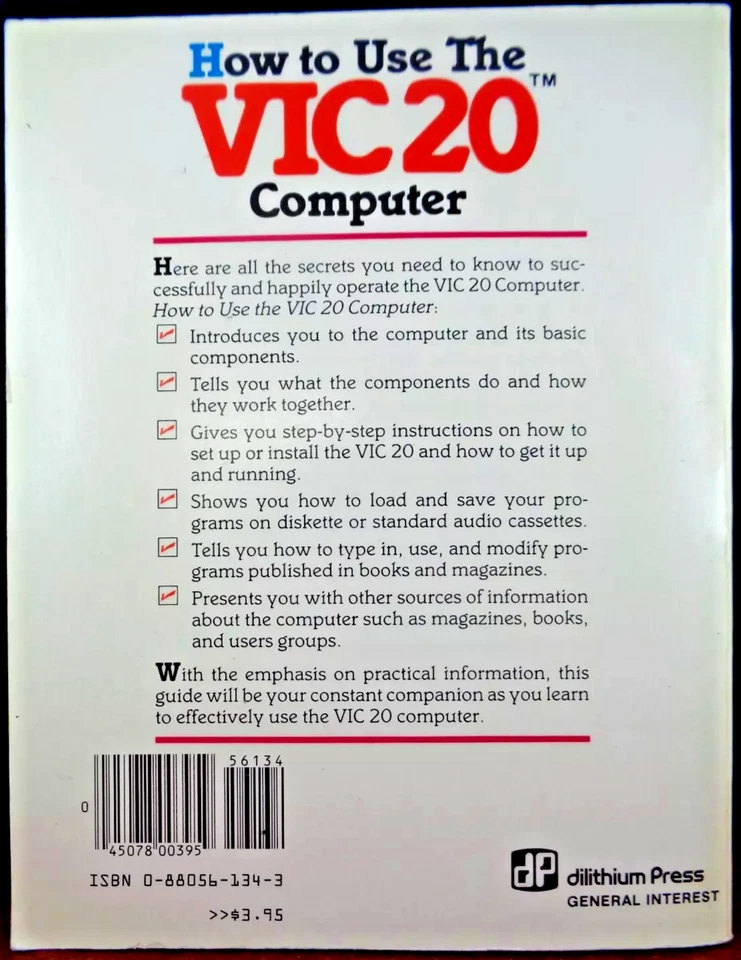 How to Use The
VIC 20™
Computer
Here are all the secrets you need to know to suc-
cessfully and happily operate the VIC 20 Computer.
How to Use the VIC 20 Computer:
Introduces you to the computer and its basic
components.
Tells you what the components do and how
they work together.
Gives you step-by-step instructions on how to
set up or install the VIC 20 and how to get it up
and running.
Shows you how to load and save your pro-
grams on diskette or standard audio cassettes.
Tells you how to type in, use, and modify pro-
grams published in books and magazines.
Presents you with other sources of information
about the computer such as magazines, books,
and users groups.
With the emphasis on practical information, this
guide will be your constant companion as you learn
to effectively use the VIC 20 computer.
56134
0
45078 00395
ISBN 0-88056-134-3
>>$3.95
dp dilithium Press
GENERAL INTEREST